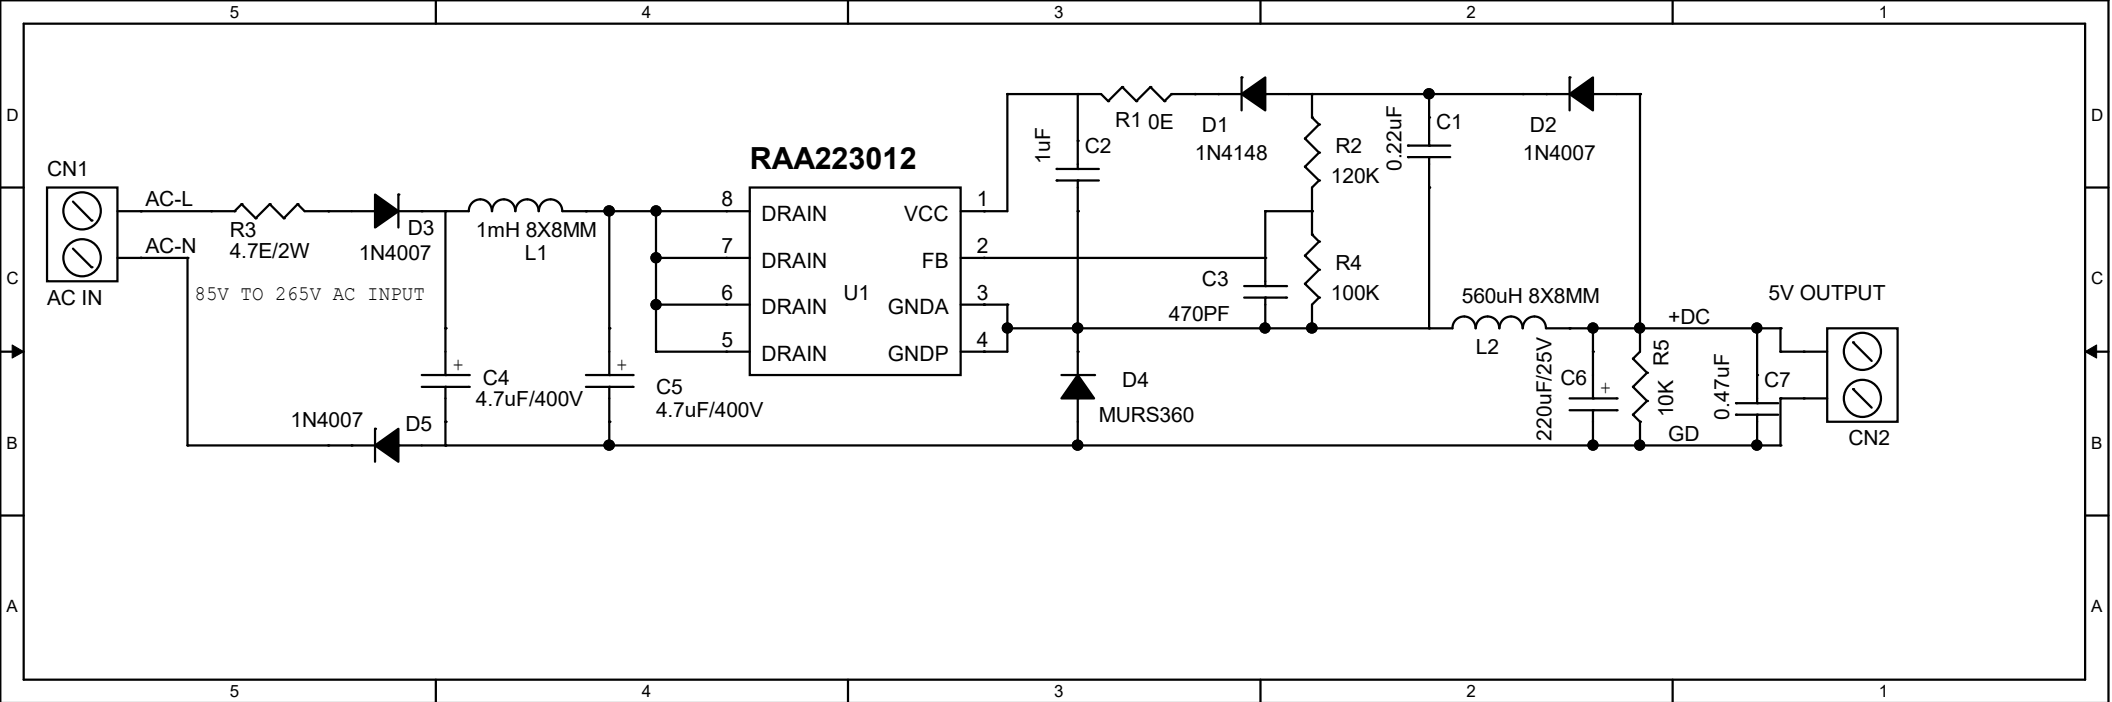 5 4 3 2 1
D D
C C
B B
A A
CN1
AC-L
AC-N
AC IN
R3
4.7E/2W
D3
1N4007
85V TO 265V AC INPUT
1mH 8X8MM
L1
1N4007
D5
+
C4
4.7uF/400V
+
C5
4.7uF/400V
RAA223012
8 DRAIN VCC 1
7 DRAIN FB 2
U1
6 DRAIN GNDA 3
5 DRAIN GNDP 4
1uF
C2
R1 0E
D1
1N4148
R2
120K
0.22uF
C1
D2
1N4007
C3
470PF
R4
100K
D4
MURS360
560uH 8X8MM
L2
+DC
5V OUTPUT
220uF/25V
C6
+
R5
10K
0.47uF
C7
GD
CN2
5 4 3 2 1